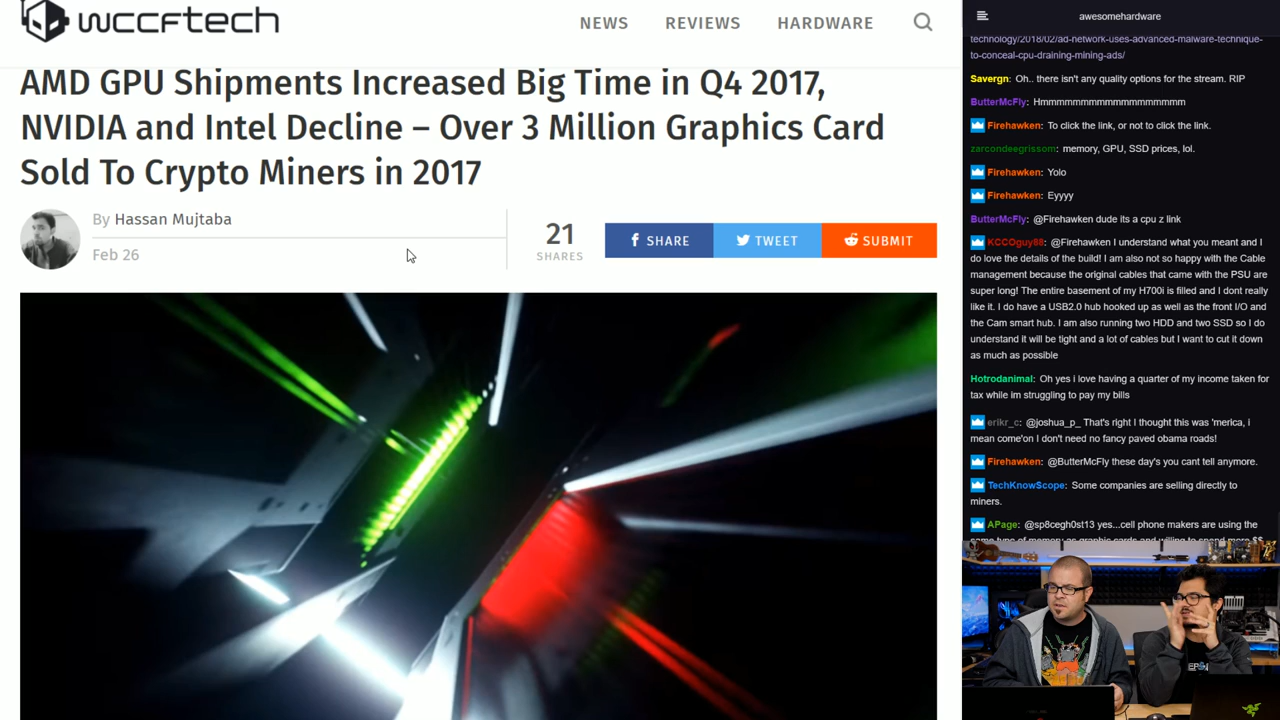 wccftech
NEWS
REVIEWS
HARDWARE
AMD GPU Shipments Increased Big Time in Q4 2017,
NVIDIA and Intel Decline – Over 3 Million Graphics Card
Sold To Crypto Miners in 2017
By Hassan Mujtaba
Feb 26
21
SHARES
SHARE
TWEET
SUBMIT
awesomehardware
technology/2018/02/ad-network-uses-advanced-malware-technique-
to-conceal-cpu-draining-mining-ads/
Savergn: Oh.. there isn't any quality options for the stream. RIP
ButterMcFly: Hmmmmmmmmmmmmmmmmmm
Firehawken: To click the link, or not to click the link.
zarcondeegrissom: memory, GPU, SSD prices, lol.
Firehawken: Yolo
Firehawken: Eyyyy
ButterMcFly: @Firehawken dude its a cpu z link
KCCOguy88: @Firehawken I understand what you meant and I
do love the details of the build! I am also not so happy with the Cable
management because the original cables that came with the PSU are
super long! The entire basement of my H700i is filled and I dont really
like it. I do have a USB2.0 hub hooked up as well as the front I/O and
the Cam smart hub. I am also running two HDD and two SSD so I do
understand it will be tight and a lot of cables but I want to cut it down
as much as possible
Hotrodanimal: Oh yes i love having a quarter of my income taken for
tax while im struggling to pay my bills
erikr_c: @joshua_p_ That's right I thought this was 'merica, i
mean come'on I don't need no fancy paved obama roads!
Firehawken: @ButterMcFly these day's you cant tell anymore.
TechKnowScope: Some companies are selling directly to
miners.
APage: @sp8cegh0st13 yes...cell phone makers are using the
same type of memory as graphic cards and willing to spend more $$